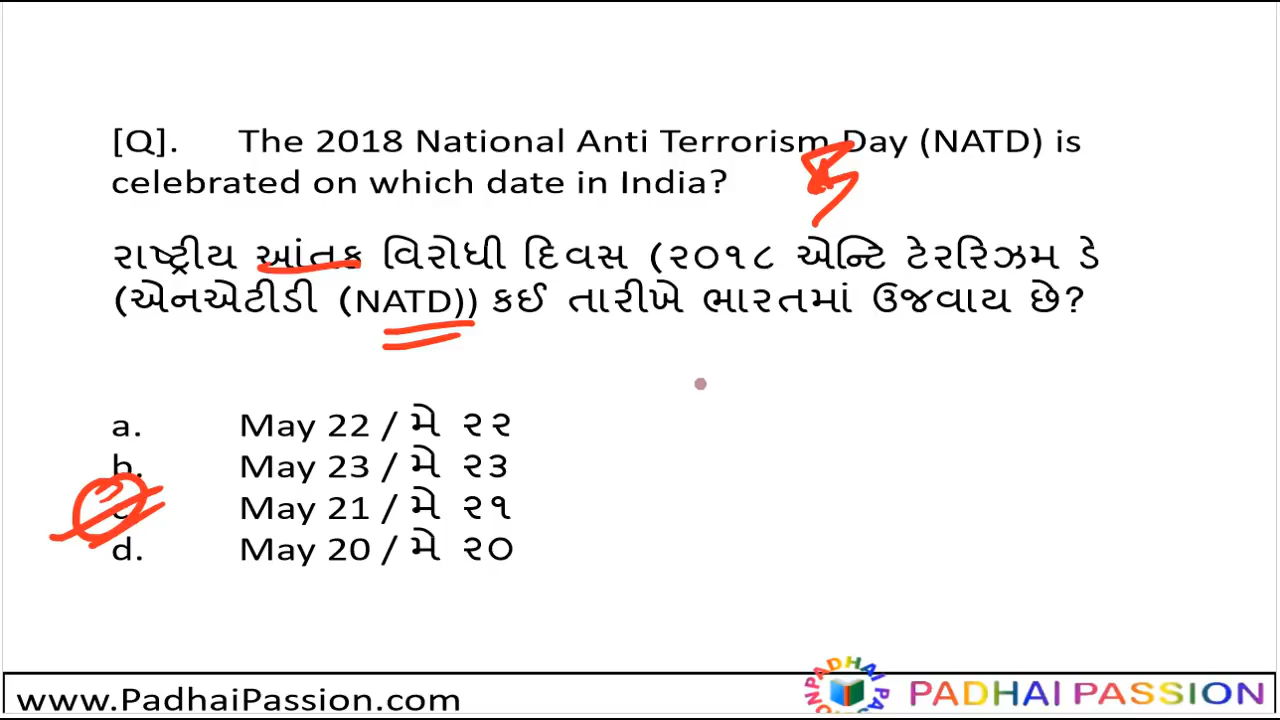 [Q]. The 2018 National Anti Terrorism Day (NATD) is
celebrated on which date in India?
રાષ્ટ્રીય આંતક વિરોધી દિવસ (૨૦૧૮ એન્ટિ ટેરરિઝમ ડે
(એનએટીડી (NATD)) કઈ તારીખે ભારતમાં ઉજવાય છે?
a. May 22 / મે ૨૨
b. May 23 / મે ૨૩
c. May 21 / મે ૨૧
d. May 20 / મે ૨૦
www.PadhaiPassion.com
PADHAI PASSION
PADHAI PASSION